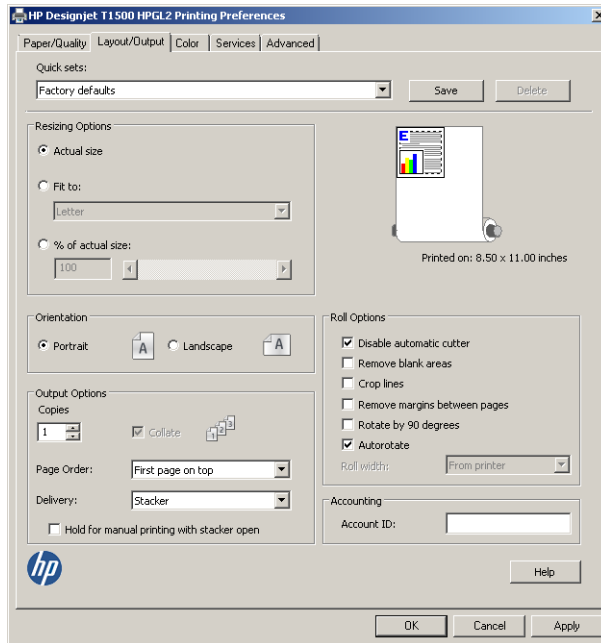 HP Designjet T1500 HPGL2 Printing Preferences
Paper/Quality Layout/Output Color Services Advanced
Quick sets:
Factory defaults
Save
Delete
Resizing Options
Actual size
Fit to:
Letter
% of actual size:
100
E
Printed on: 8.50 x 11.00 inches
Orientation
Portrait
A
Landscape
A
Roll Options
Disable automatic cutter
Remove blank areas
Crop lines
Remove margins between pages
Rotate by 90 degrees
Autorotate
Roll width:
From printer
Output Options
Copies
1
Collate
1 2 3
Page Order:
First page on top
Delivery:
Stacker
Hold for manual printing with stacker open
Accounting
Account ID:
hp
Help
OK
Cancel
Apply